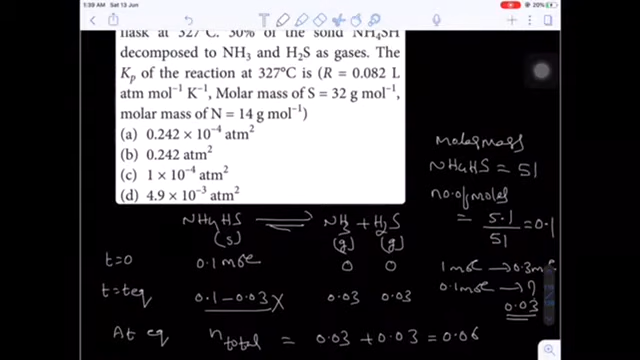 1:39 AM Sat 13 Jun
20%
flask at 327°C. 30% of the solid NH₄SH
decomposed to NH₃ and H₂S as gases. The
Kp of the reaction at 327°C is (R = 0.082 L
atm mol⁻¹ K⁻¹, Molar mass of S = 32 g mol⁻¹,
molar mass of N = 14 g mol⁻¹)
(a) 0.242 × 10⁻⁴ atm²
(b) 0.242 atm²
(c) 1 × 10⁻⁴ atm²
(d) 4.9 × 10⁻³ atm²
molar mass
NH4HS = 51
no. of moles
= 5.1/51 = 0.1
NH4HS ⇌ NH3 + H2S
(s) (g) (g)
t=0 0.1 mole 0 0
1 mol → 0.3 m
0.1 mole → ?
t=teq 0.1 – 0.03 X 0.03 0.03
0.03
At eq n total = 0.03 + 0.03 = 0.06